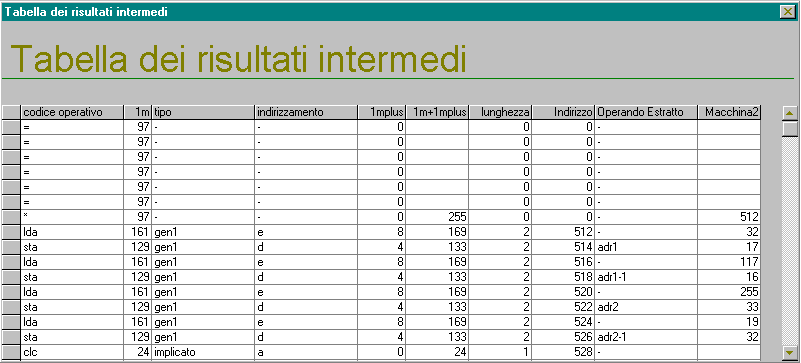 Tabella dei risultati intermedi
Tabella dei risultati intermedi
codice operativo 1m tipo indirizzamento 1mplus 1m+1mplus lunghezza Indirizzo Operando Estratto Macchina2
= 97 - - 0 0 0 -
= 97 - - 0 0 0 -
= 97 - - 0 0 0 -
= 97 - - 0 0 0 -
= 97 - - 0 0 0 -
= 97 - - 0 0 0 -
* 97 - - 0 255 0 0 - 512
lda 161 gen1 e 8 169 2 512 - 32
sta 129 gen1 d 4 133 2 514 adr1 17
lda 161 gen1 e 8 169 2 516 - 117
sta 129 gen1 d 4 133 2 518 adr1-1 16
lda 161 gen1 e 8 169 2 520 - 255
sta 129 gen1 d 4 133 2 522 adr2 33
lda 161 gen1 e 8 169 2 524 - 19
sta 129 gen1 d 4 133 2 526 adr2-1 32
clc 24 implicato a 0 24 1 528 -